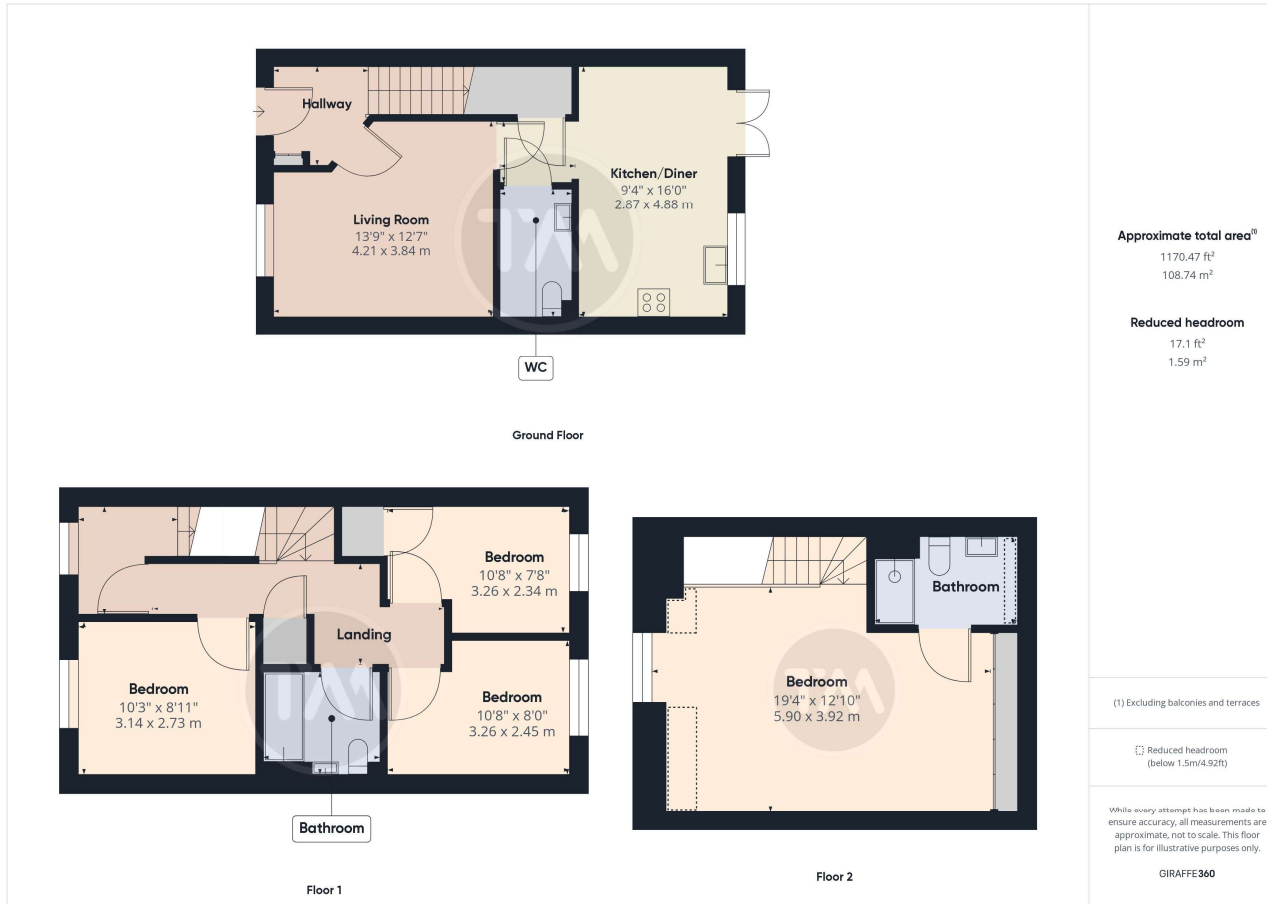 Hallway
Living Room
13'9" x 12'7"
4.21 x 3.84 m
Kitchen/Diner
9'4" x 16'0"
2.87 x 4.88 m
WC
Ground Floor
Bedroom
10'8" x 7'8"
3.26 x 2.34 m
Landing
Bedroom
10'3" x 8'11"
3.14 x 2.73 m
Bedroom
10'8" x 8'0"
3.26 x 2.45 m
Bathroom
Floor 1
Bathroom
Bedroom
19'4" x 12'10"
5.90 x 3.92 m
Floor 2
Approximate total area⁽¹⁾
1170.47 ft²
108.74 m²
Reduced headroom
17.1 ft²
1.59 m²
(1) Excluding balconies and terraces
Reduced headroom
(below 1.5m/4.92ft)
While every attempt has been made to
ensure accuracy, all measurements are
approximate, not to scale. This floor
plan is for illustrative purposes only.
GIRAFFE360